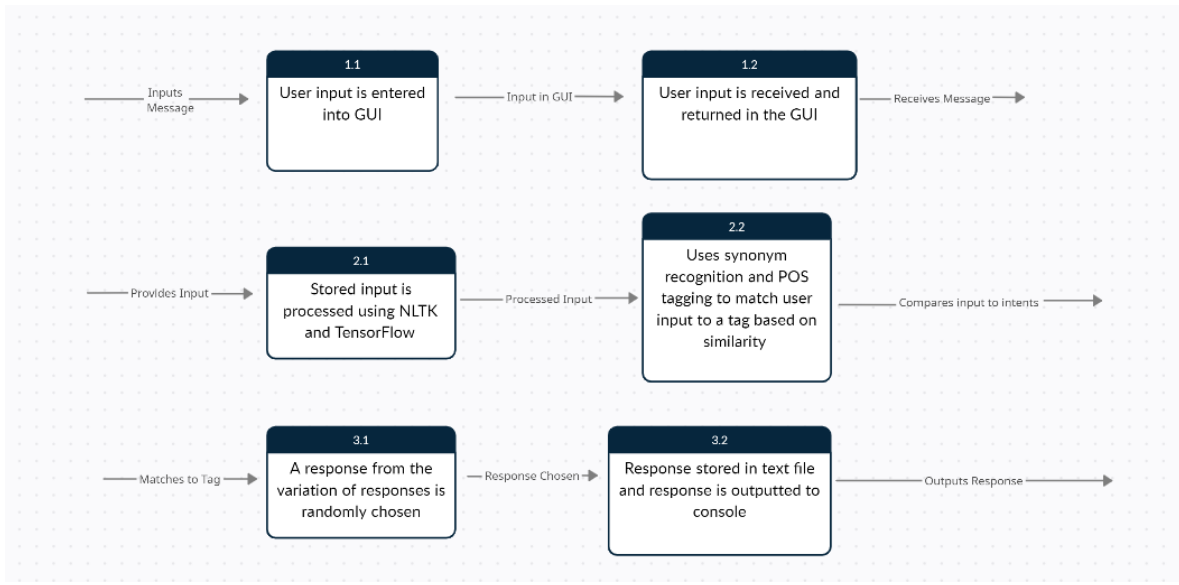 1.1
User input is entered
into GUI
Inputs
Message
Input in GUI
1.2
User input is received and
returned in the GUI
Receives Message
2.1
Stored input is
processed using NLTK
and TensorFlow
Provides Input
Processed Input
2.2
Uses synonym
recognition and POS
tagging to match user
input to a tag based on
similarity
Compares input to intents
3.1
A response from the
variation of responses is
randomly chosen
Matches to Tag
Response Chosen
3.2
Response stored in text file
and response is outputted to
console
Outputs Response